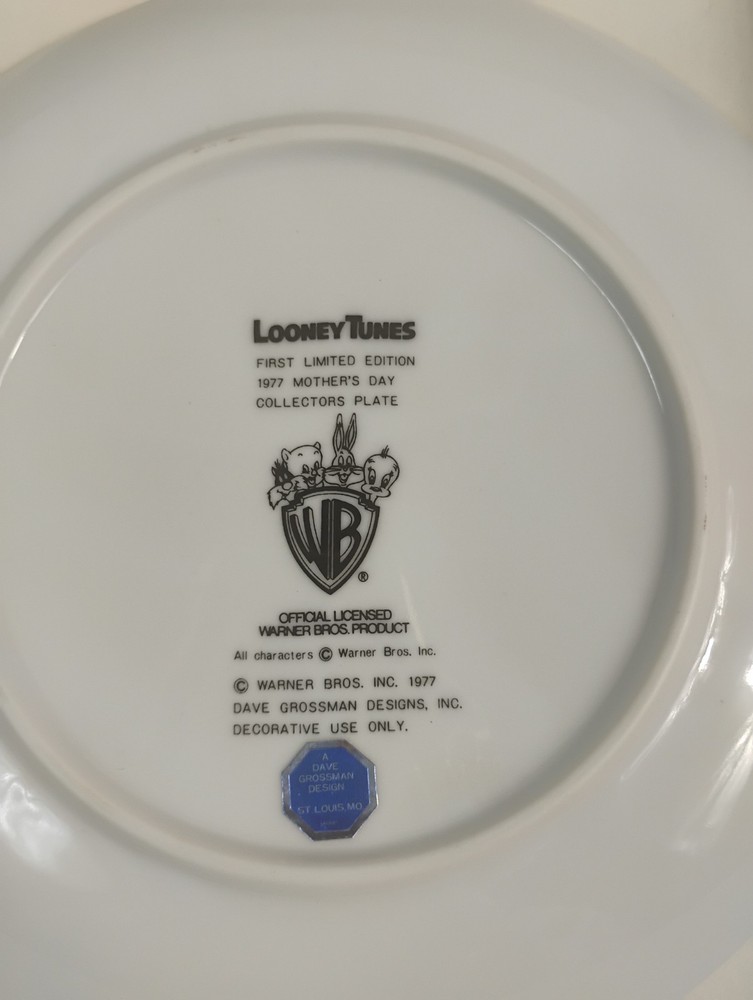 LOONEY TUNES
FIRST LIMITED EDITION
1977 MOTHER'S DAY
COLLECTORS PLATE
WB
®
OFFICIAL LICENSED
WARNER BROS. PRODUCT
All characters © Warner Bros. Inc.
© WARNER BROS. INC. 1977
DAVE GROSSMAN DESIGNS, INC.
DECORATIVE USE ONLY.
A
DAVE
GROSSMAN
DESIGN
ST LOUIS, MO